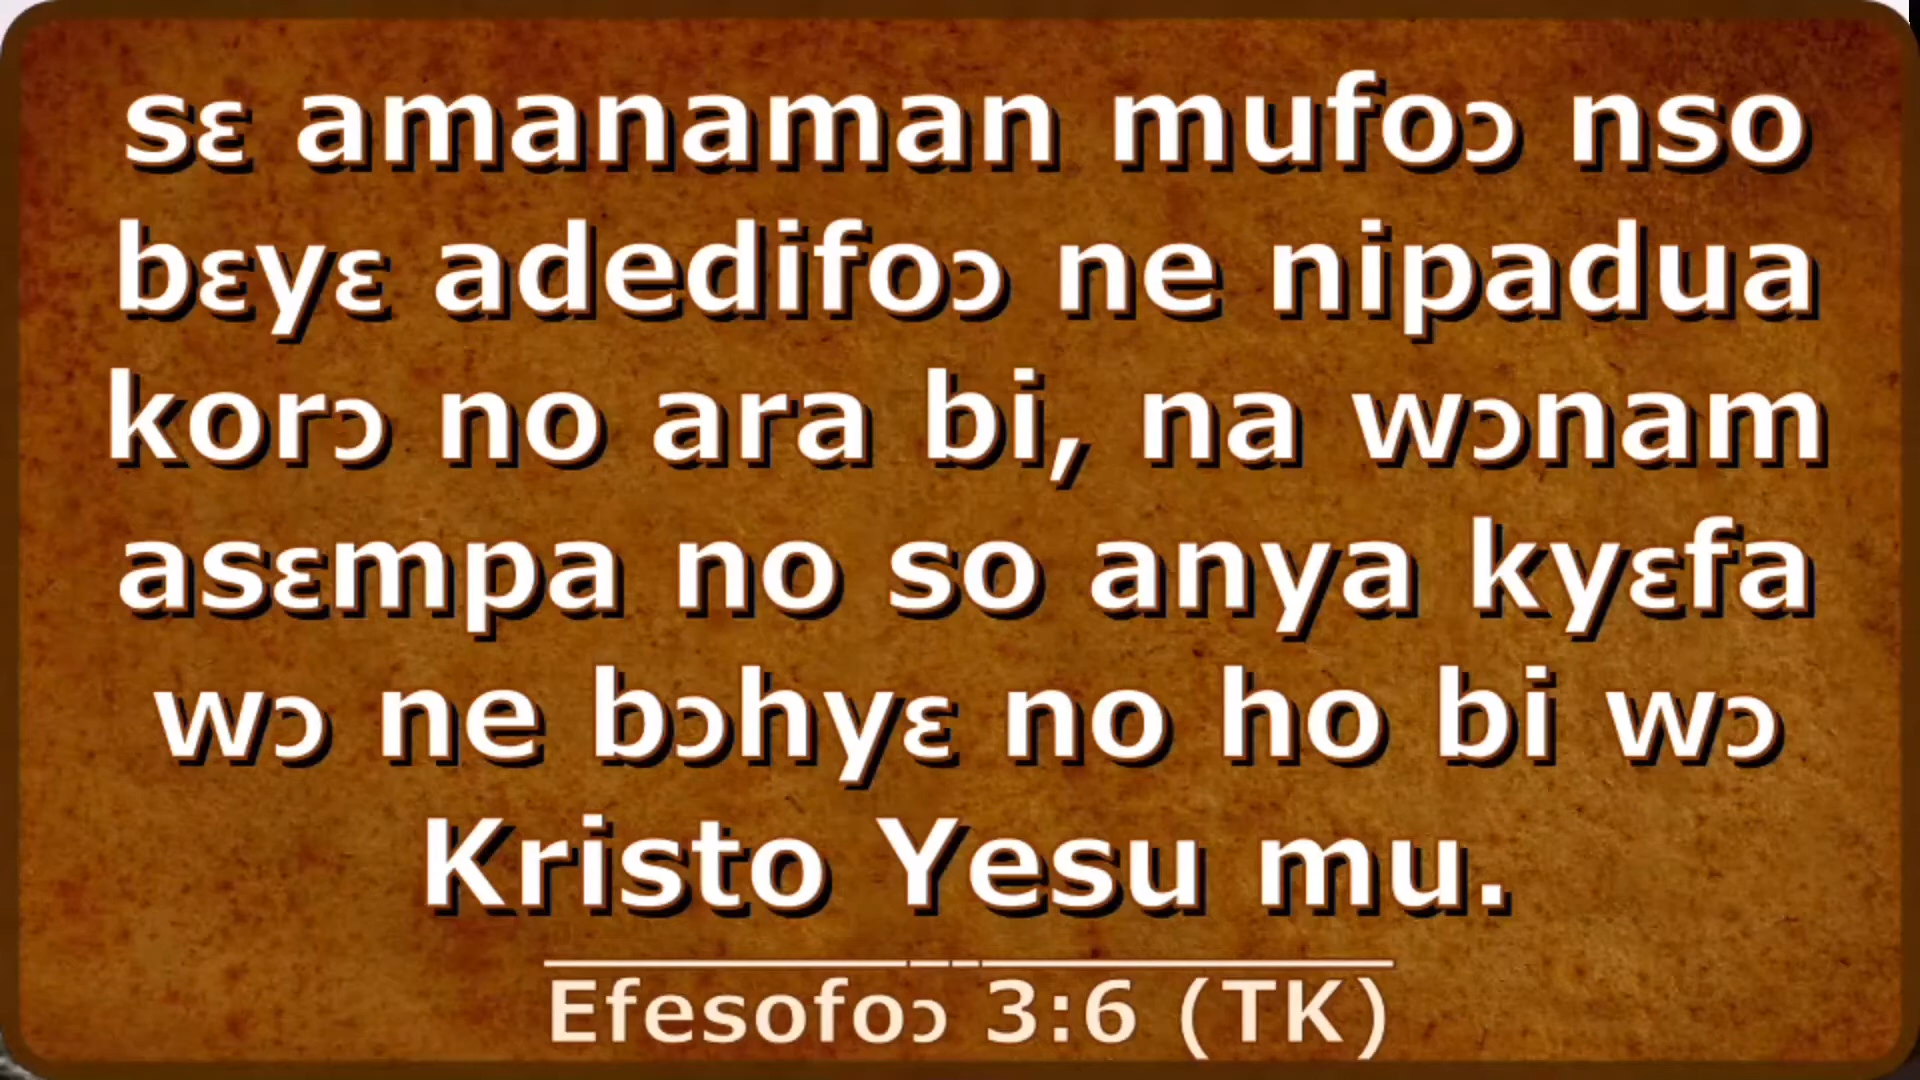 sɛ amanaman mufoɔ nso
bɛyɛ adedifoɔ ne nipadua
korɔ no ara bi, na wɔnam
asɛmpa no so anya kyɛfa
wɔ ne bɔhyɛ no ho bi wɔ
Kristo Yesu mu.
Efesofoɔ 3:6 (TK)